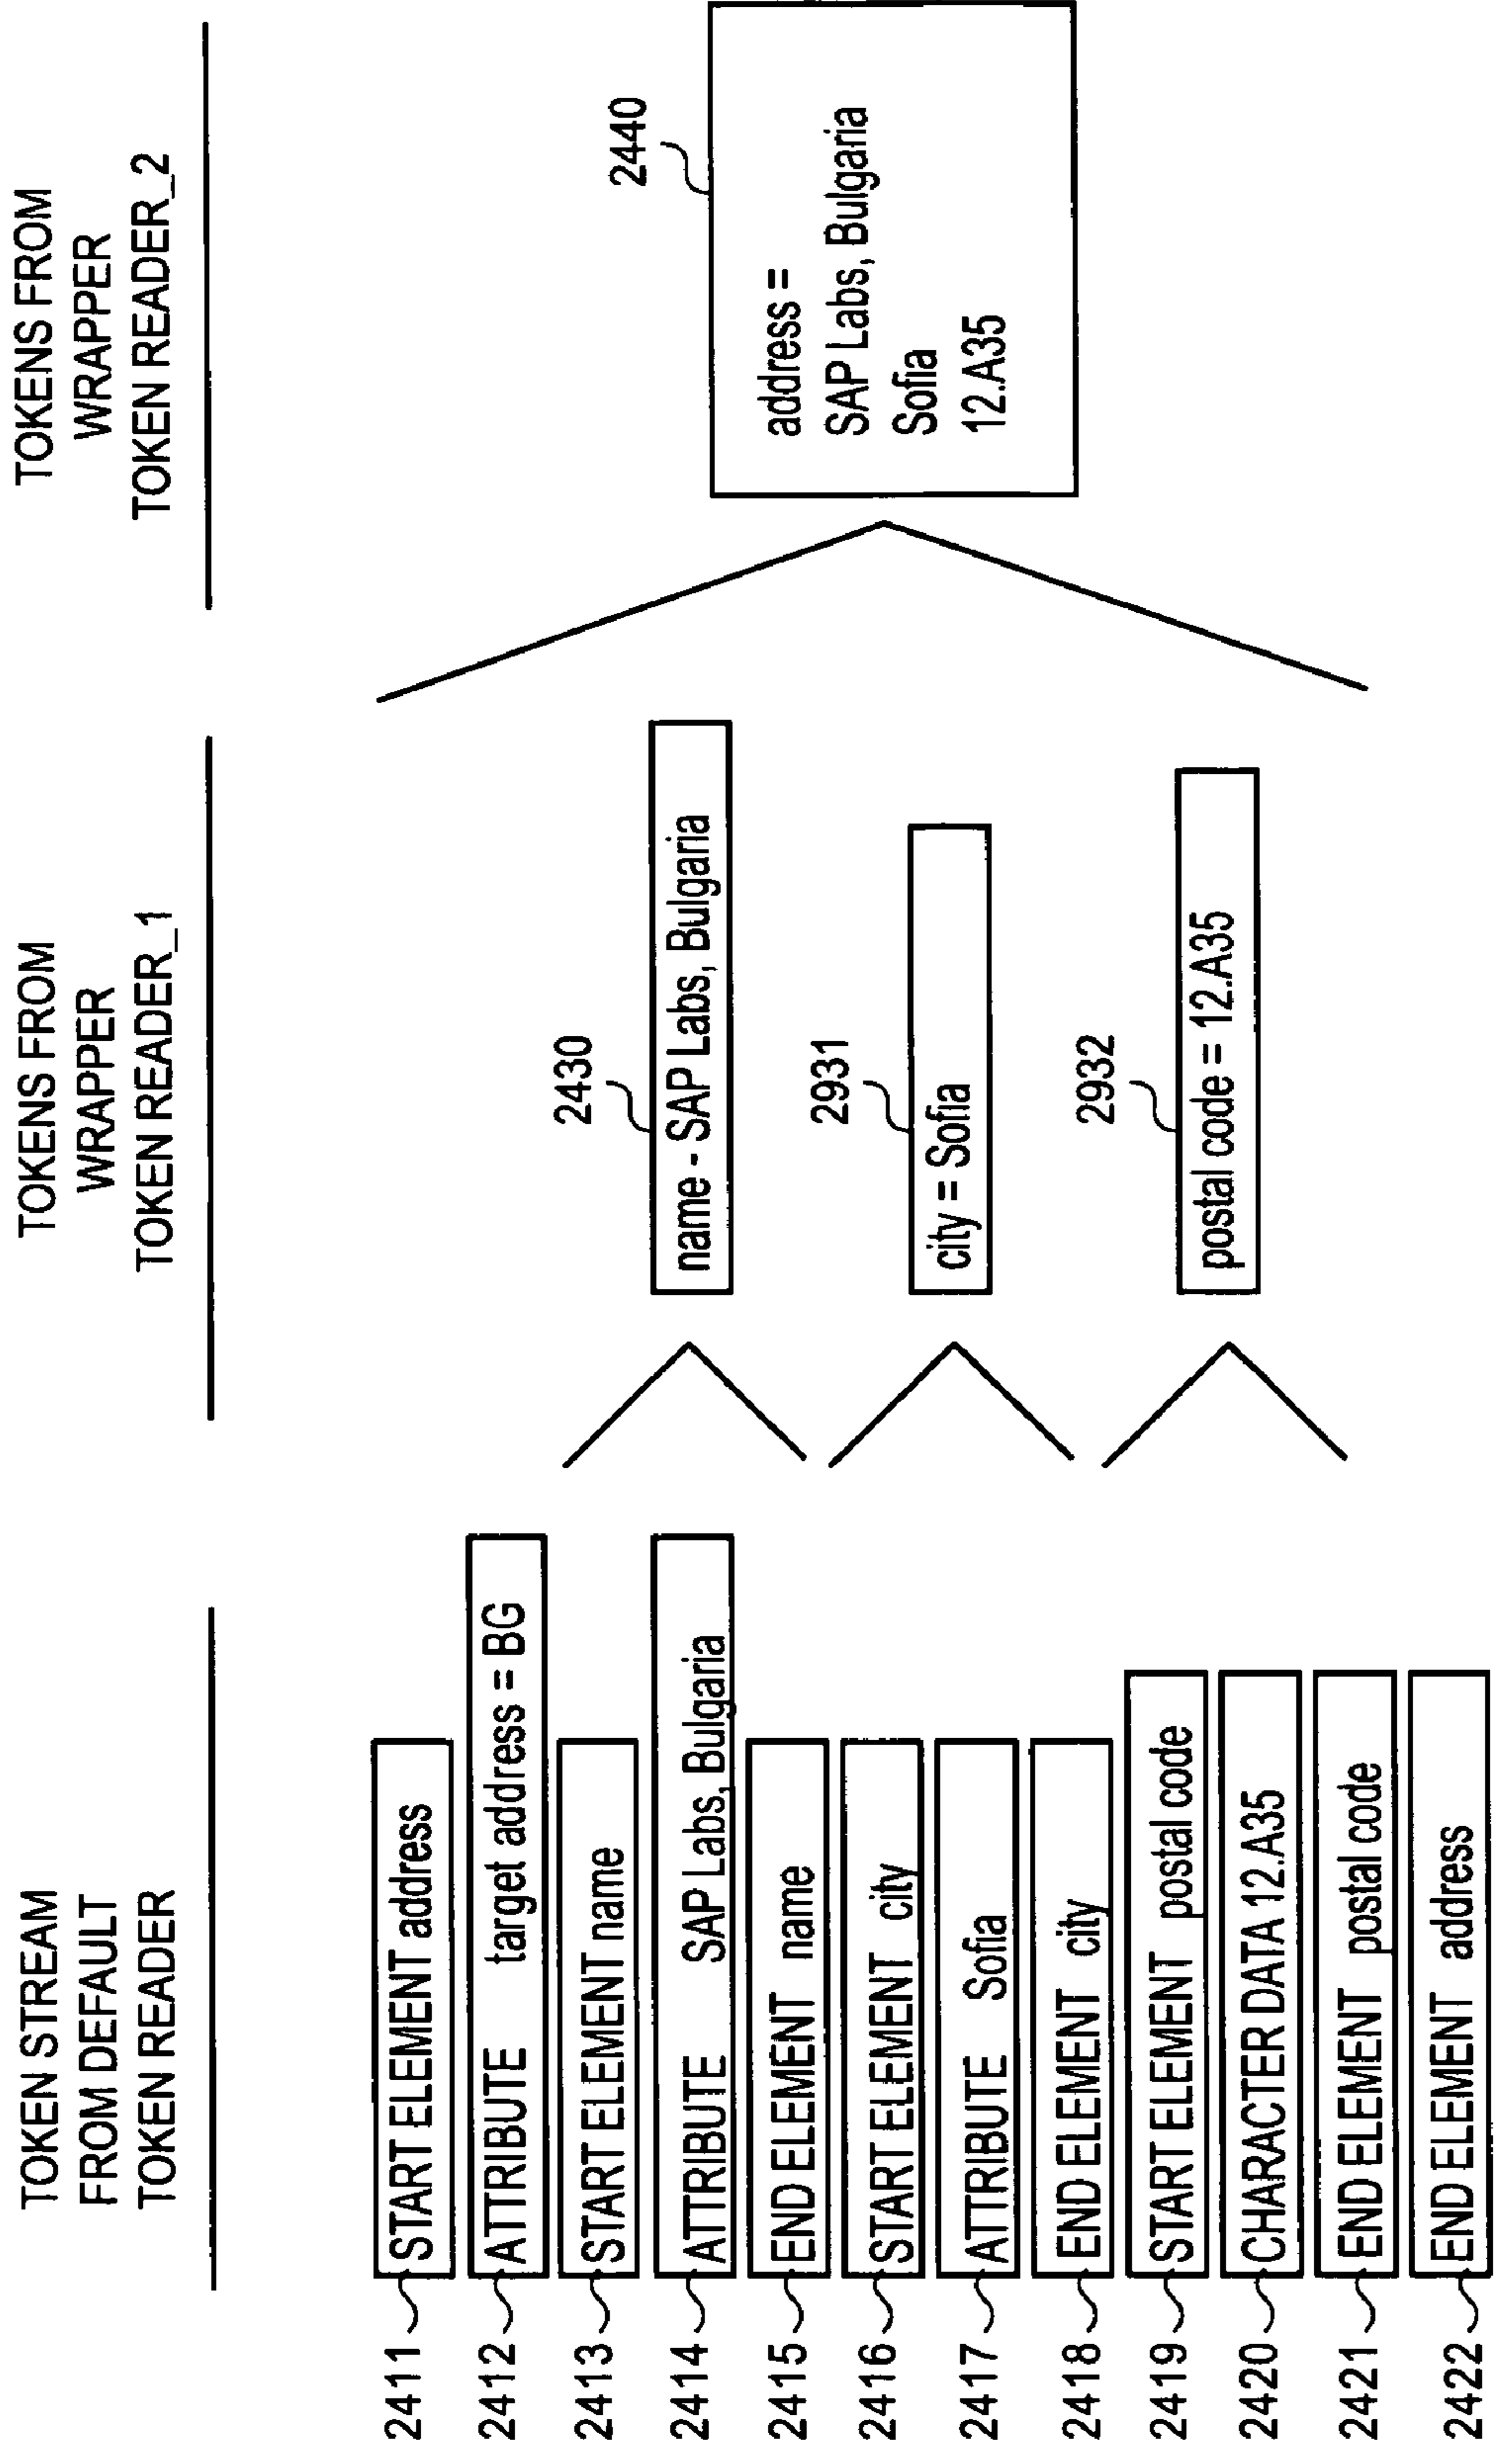 TOKEN STREAM
FROM DEFAULT
TOKEN READER
2411 START ELEMENT address
2412 ATTRIBUTE target address = BG
2413 START ELEMENT name
2414 ATTRIBUTE SAP Labs, Bulgaria
2415 END ELEMENT name
2416 START ELEMENT city
2417 ATTRIBUTE Sofia
2418 END ELEMENT city
2419 START ELEMENT postal code
2420 CHARACTER DATA 12.A35
2421 END ELEMENT postal code
2422 END ELEMENT address
TOKENS FROM
WRAPPER
TOKEN READER_1
2430
name - SAP Labs, Bulgaria
2931
city = Sofia
2932
postal code = 12.A35
TOKENS FROM
WRAPPER
TOKEN READER_2
2440
address =
SAP Labs, Bulgaria
Sofia
12.A35